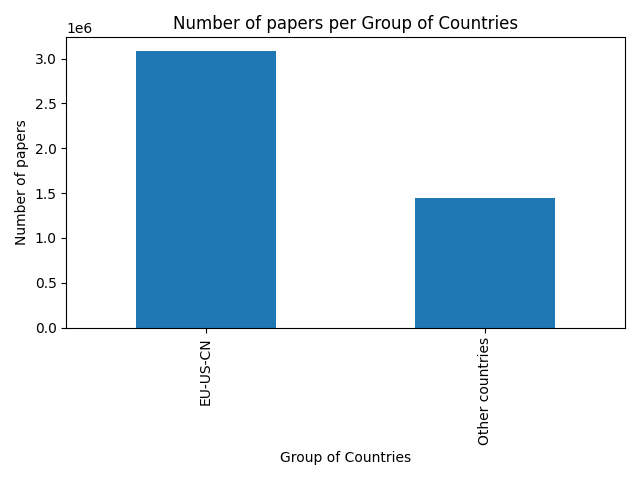 Number of papers per Group of Countries
1e6
3.0
2.5
2.0
1.5
1.0
0.5
0.0
Number of papers
EU-US-CN
Other countries
Group of Countries